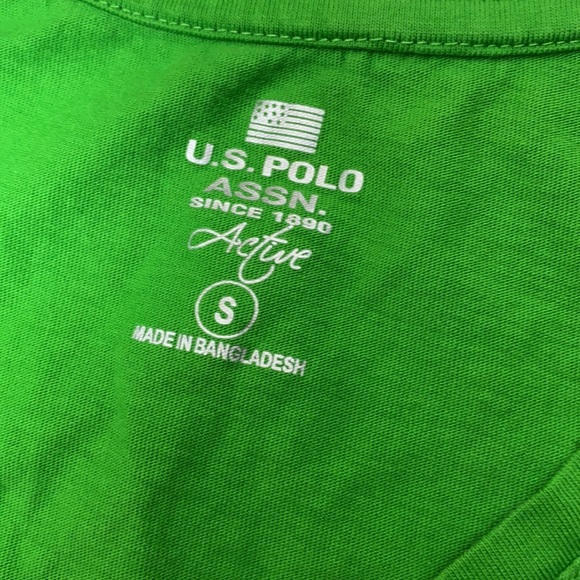 U.S. POLO
ASSN.
SINCE 1890
Active
S
MADE IN BANGLADESH